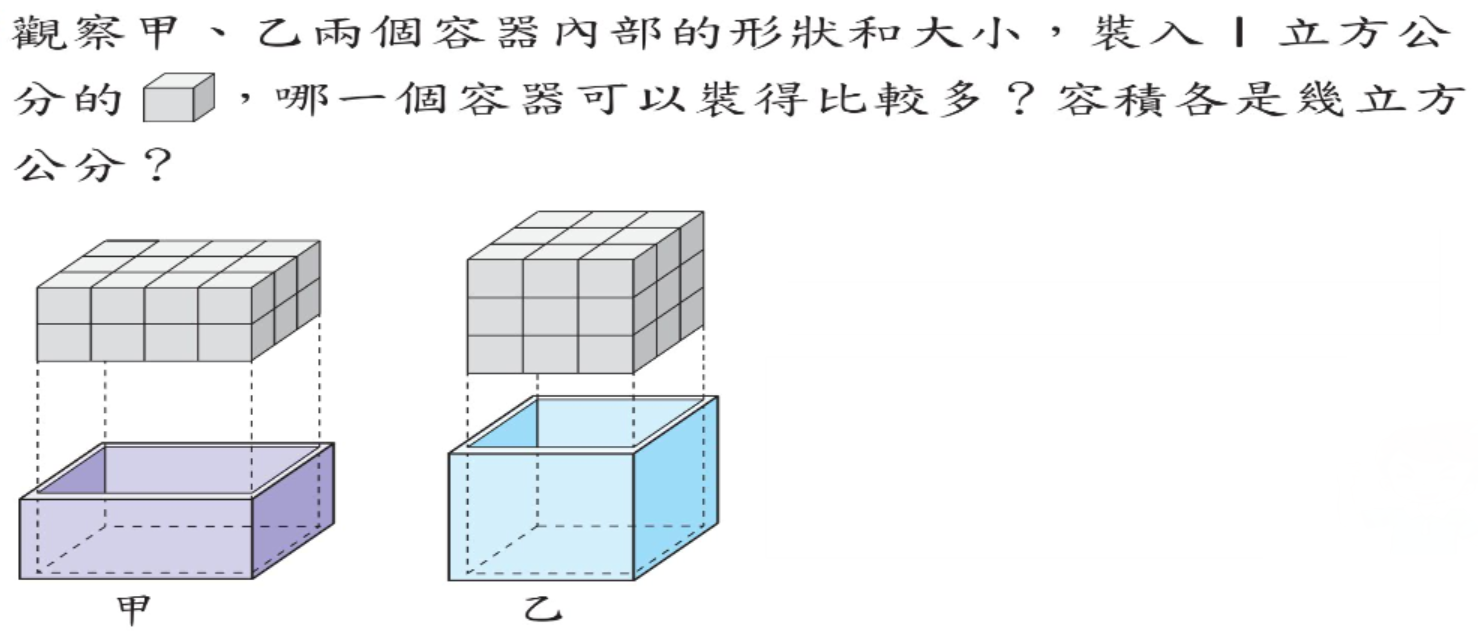 觀察甲、乙兩個容器內部的形狀和大小，裝入1立方公
分的，哪一個容器可以裝得比較多？容積各是幾立方
公分？
甲 乙